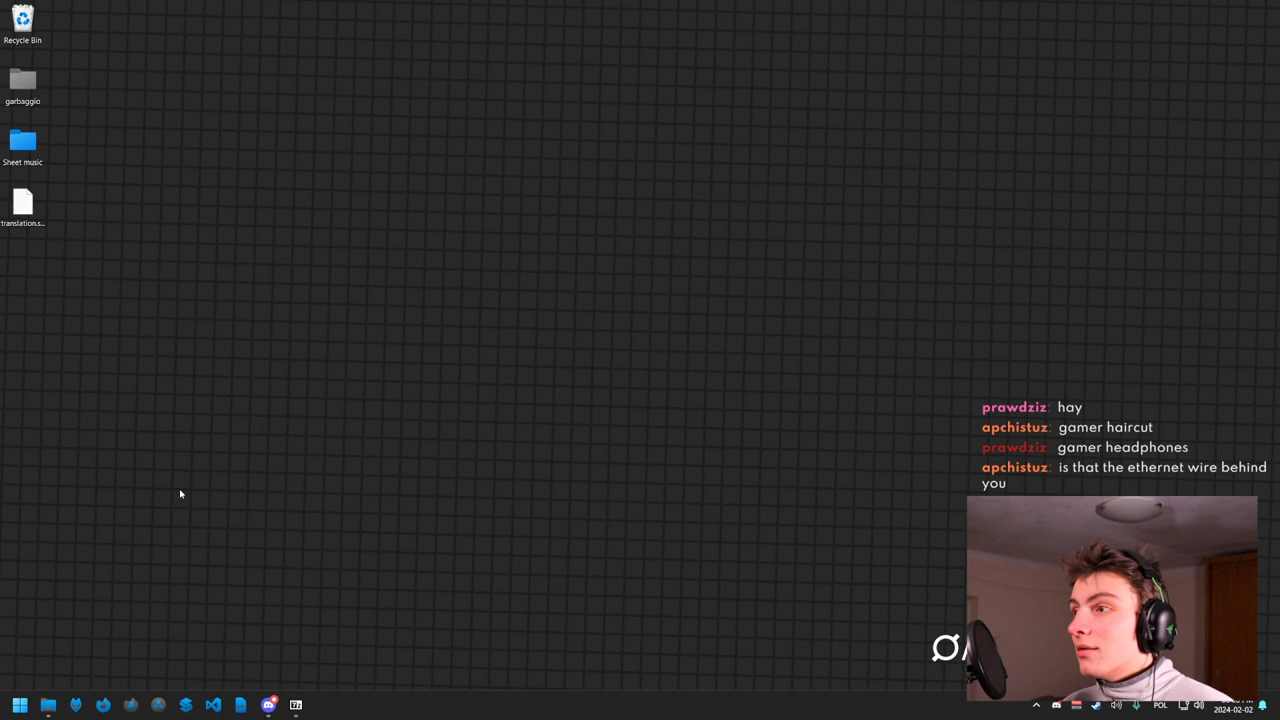 Recycle Bin
garbaggio
Sheet music
translation.s...
prawdziz: hay
apchistuz: gamer haircut
prawdziz: gamer headphones
apchistuz: is that the ethernet wire behind
you
Ø/
7z
POL
2024-02-02